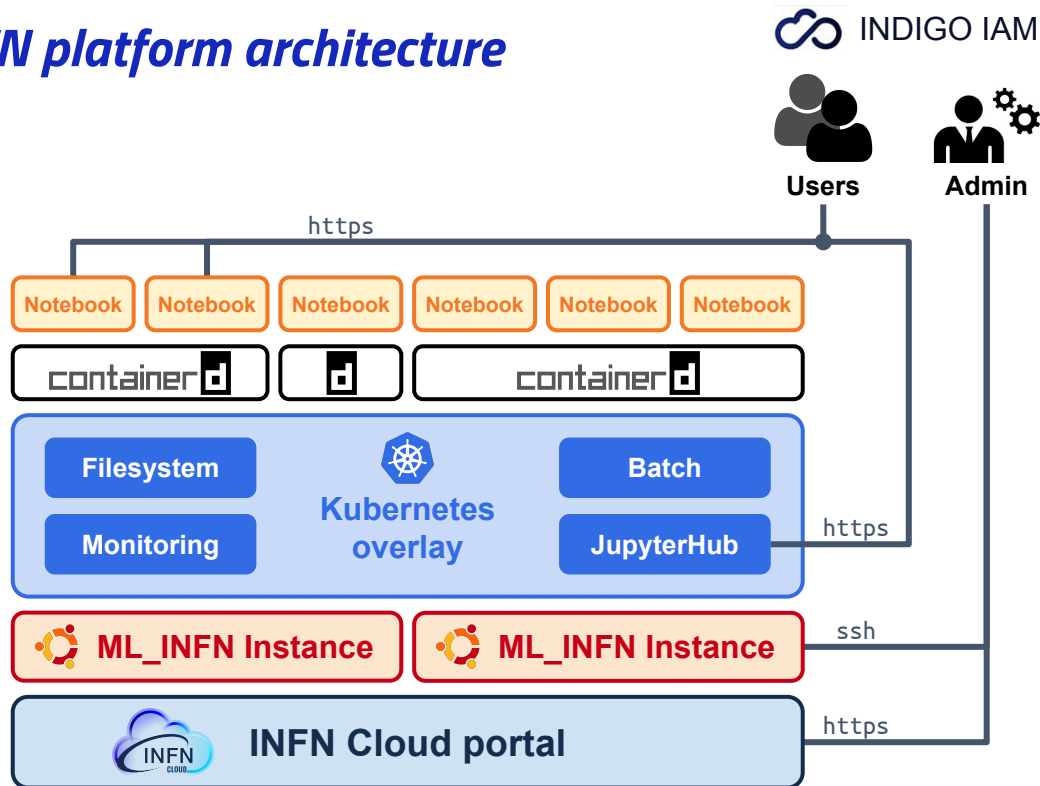 N platform architecture
INDIGO IAM
Users
Admin
https
Notebook
Notebook
Notebook
Notebook
Notebook
Notebook
containerd
d
containerd
Filesystem
Batch
Kubernetes
overlay
Monitoring
JupyterHub
https
ML_INFN Instance
ML_INFN Instance
ssh
INFN
CLOUD
INFN Cloud portal
https